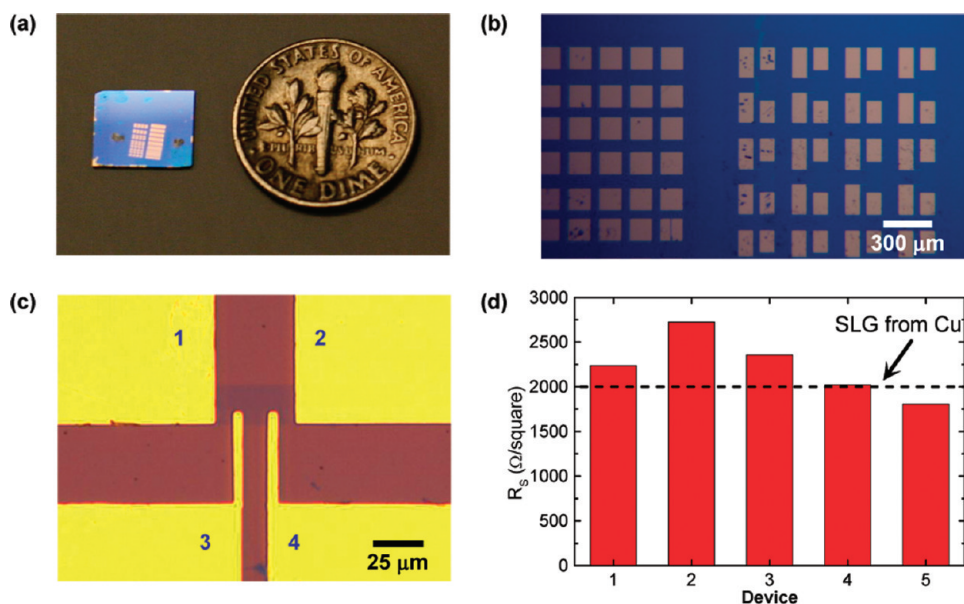 (a)
UNITED STATES OF AMERICA
ONE DIME
(b)
300 μm
(c)
1
2
3
4
25 μm
(d)
3000
2500
2000
1500
1000
500
0
Rs (Ω/square)
SLG from Cu
1 2 3 4 5
Device